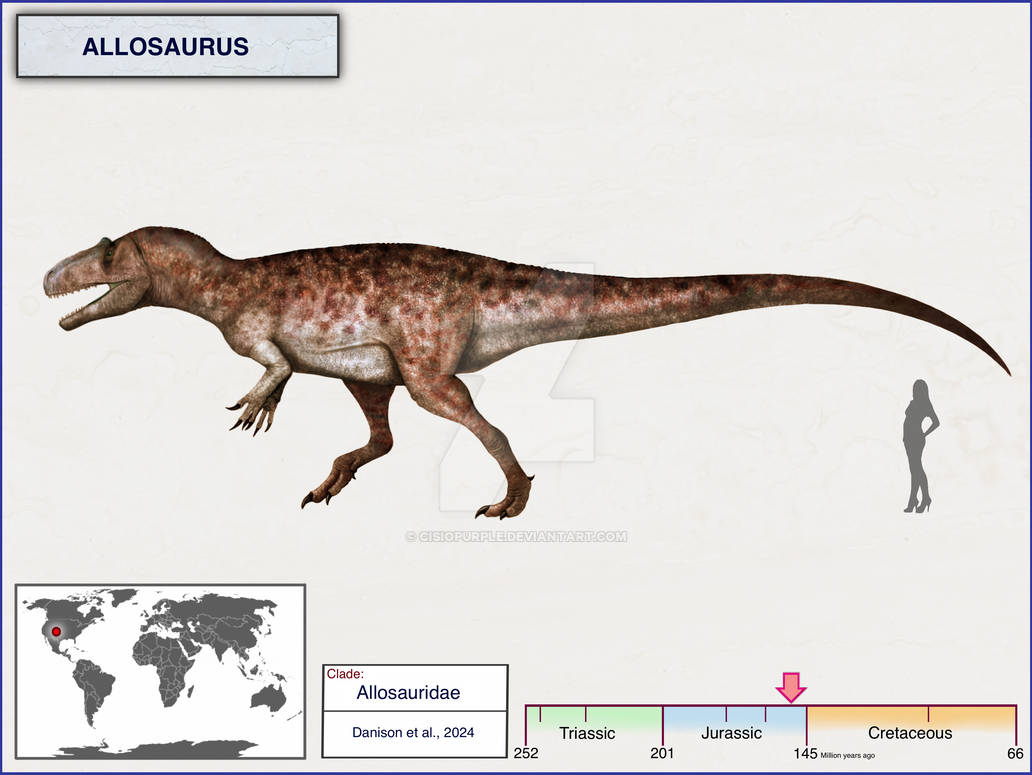 ALLOSAURUS
© CISIOPURPLE.DEVIANTART.COM
Clade:
Allosauridae
Danison et al., 2024
Triassic
Jurassic
Cretaceous
252
201
145
Million years ago
66